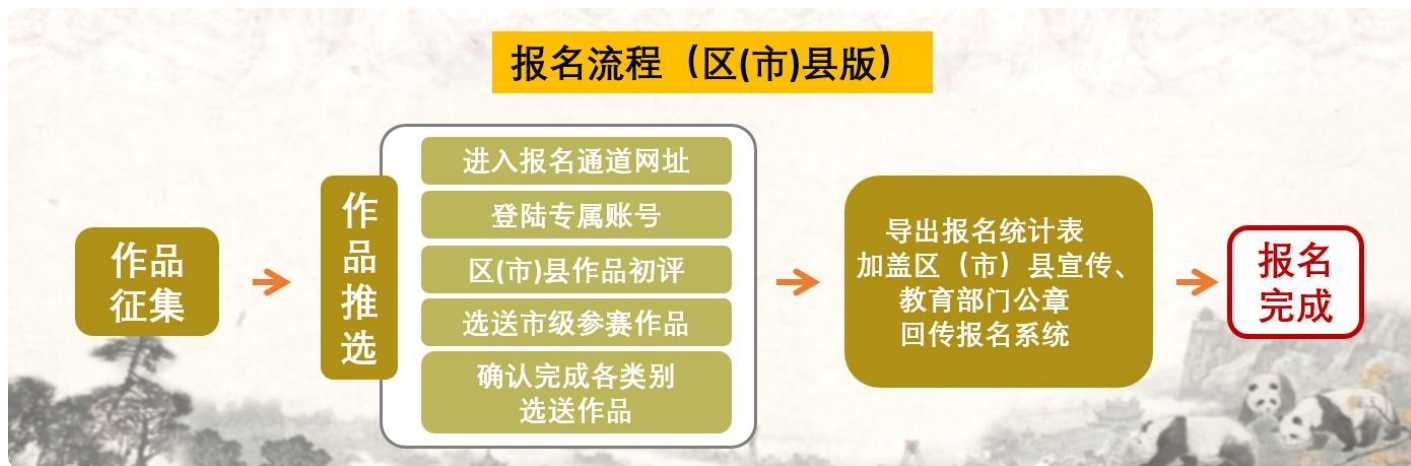 报名流程（区(市)县版）
作品
征集
作
品
推
选
进入报名通道网址
登陆专属账号
区(市)县作品初评
选送市级参赛作品
确认完成各类别
选送作品
导出报名统计表
加盖区（市）县宣传、
教育部门公章
回传报名系统
报名
完成